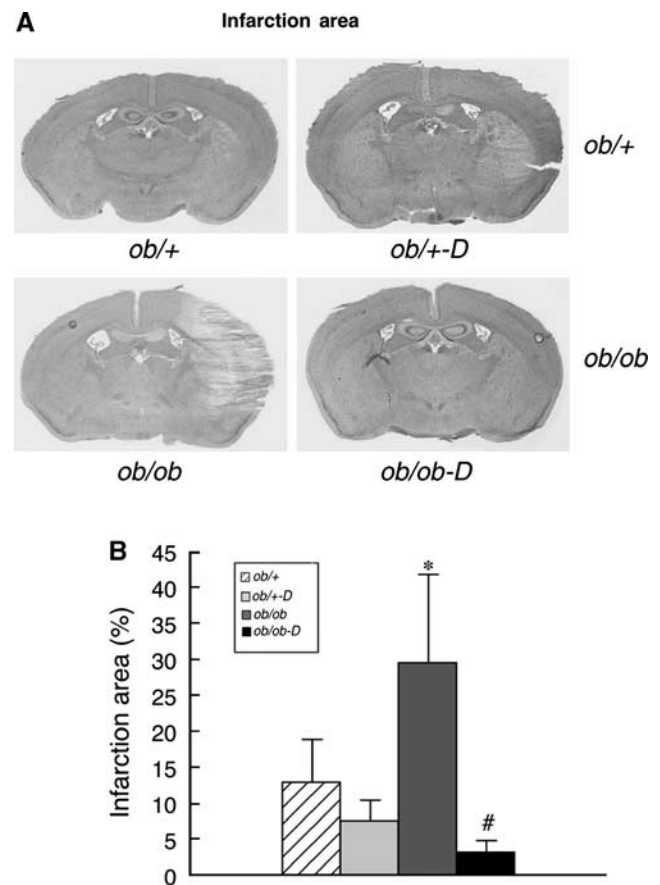 A
Infarction area
ob/+
ob/+
ob/+-D
ob/ob
ob/ob
ob/ob-D
B
45
40
35
30
25
20
15
10
5
0
Infarction area (%)
ob/+
ob/+-D
ob/ob
ob/ob-D
*
#